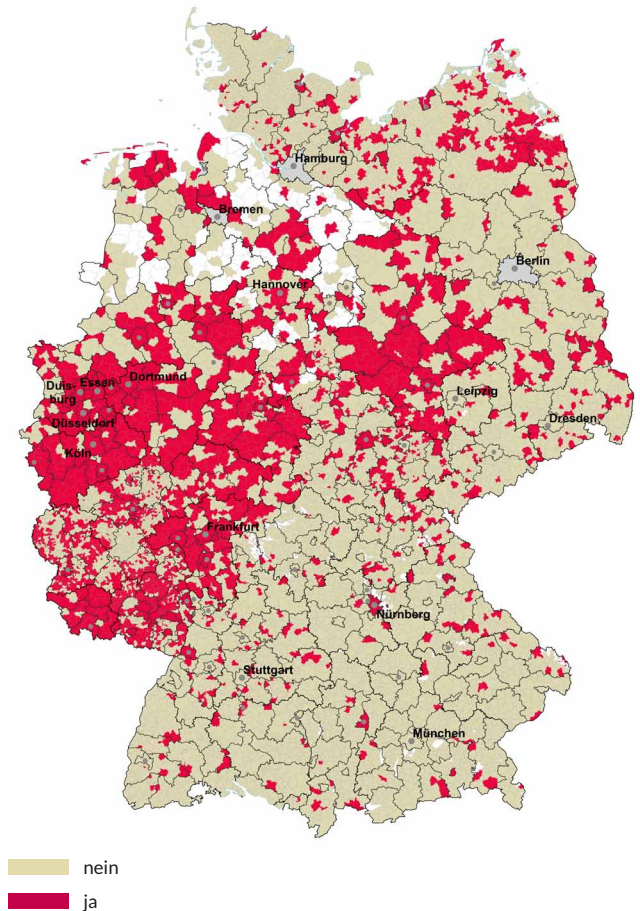 Hamburg
Bremen
Berlin
Hannover
Duis-
burg
Essen
Dortmund
Düsseldorf
Leipzig
Dresden
Köln
Frankfurt
Nürnberg
Stuttgart
München
nein
ja